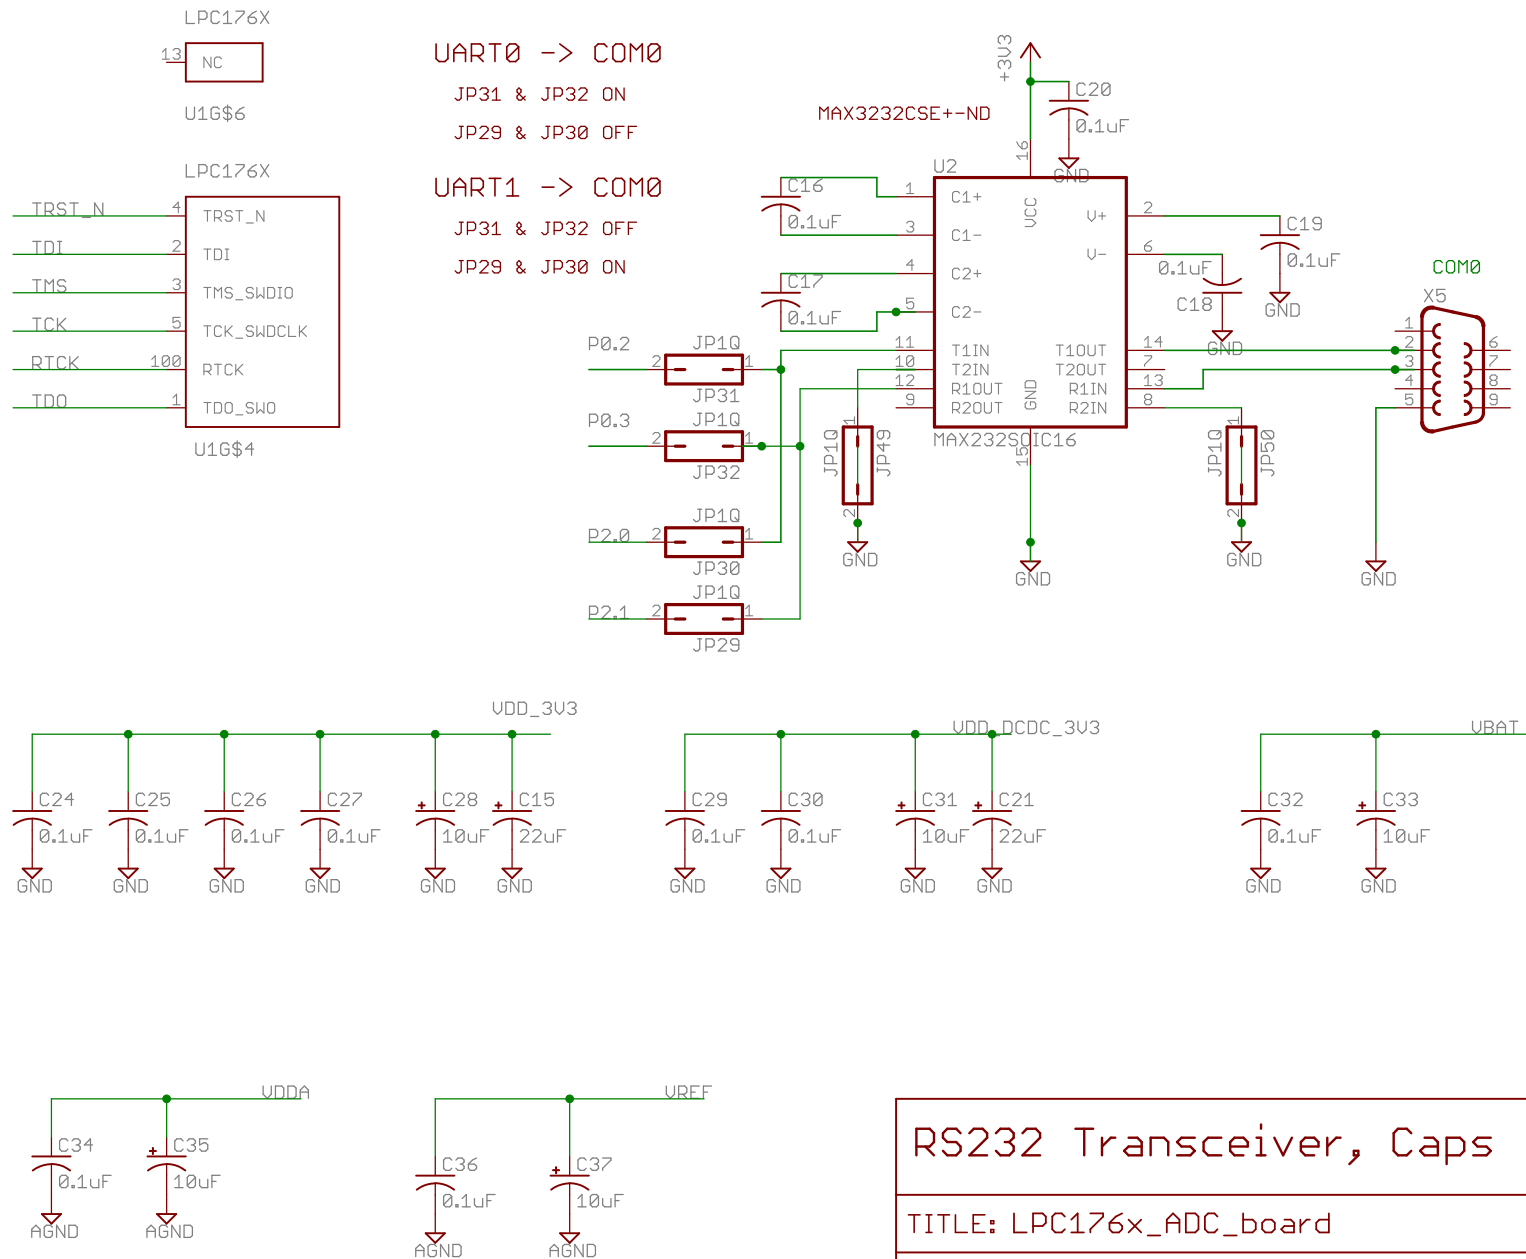 LPC176X
13
NC
U1G$6
LPC176X
TRST_N 4 TRST_N
TDI 2 TDI
TMS 3 TMS_SWDIO
TCK 5 TCK_SWDCLK
RTCK 100 RTCK
TDO 1 TDO_SWO
U1G$4
UART0 -> COM0
JP31 & JP32 ON
JP29 & JP30 OFF
UART1 -> COM0
JP31 & JP32 OFF
JP29 & JP30 ON
+3V3
C20
0.1uF
GND
MAX3232CSE+-ND
U2
16
VCC
C16
0.1uF
1 C1+
3 C1-
C17
0.1uF
4 C2+
5 C2-
11 T1IN
10 T2IN
12 R1OUT
9 R2OUT
V+ 2
V- 6
T1OUT 14
T2OUT 7
R1IN 13
R2IN 8
GND
15
MAX232SOIC16
GND
C19
0.1uF
GND
0.1uF
C18
GND
COM0
X5
1
2
3
4
5
6
7
8
9
GND
P0.2 2 JP1Q 1
JP31
P0.3 2 JP1Q 1
JP32
P2.0 2 JP1Q 1
JP30
P2.1 2 JP1Q 1
JP29
1
JP1Q JP49
2
GND
1
JP1Q JP50
2
GND
VDD_3V3
C24 C25 C26 C27 C28 C15
0.1uF 0.1uF 0.1uF 0.1uF 10uF 22uF
GND GND GND GND GND GND
VDD_DCDC_3V3
C29 C30 C31 C21
0.1uF 0.1uF 10uF 22uF
GND GND GND GND
VBAT
C32 C33
0.1uF 10uF
GND GND
VDDA
C34 C35
0.1uF 10uF
AGND AGND
VREF
C36 C37
0.1uF 10uF
AGND AGND
RS232 Transceiver, Caps
TITLE: LPC176x_ADC_board